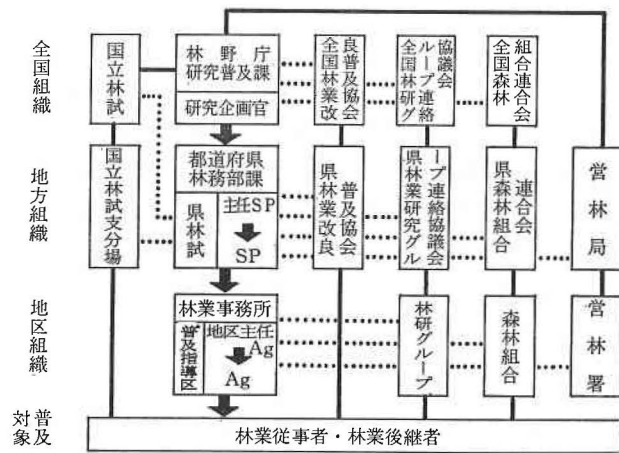 全国組織
地方組織
地区組織
普及
対象
国立林試
国立林試支分場
林野庁
研究普及課
研究企画官
都道府県
林務部課
県林試
主任SP
SP
林業事務所
普及指導区
地区主任
Ag
Ag
全国林業改
良普及協会
県林業改良
普及協会
全国林研グ
ループ連絡
協議会
県林業研究グル
ープ連絡協議会
林研グループ
全国森林
組合連合会
県森林組合
連合会
森林組合
営林局
営林署
林業従事者・林業後継者